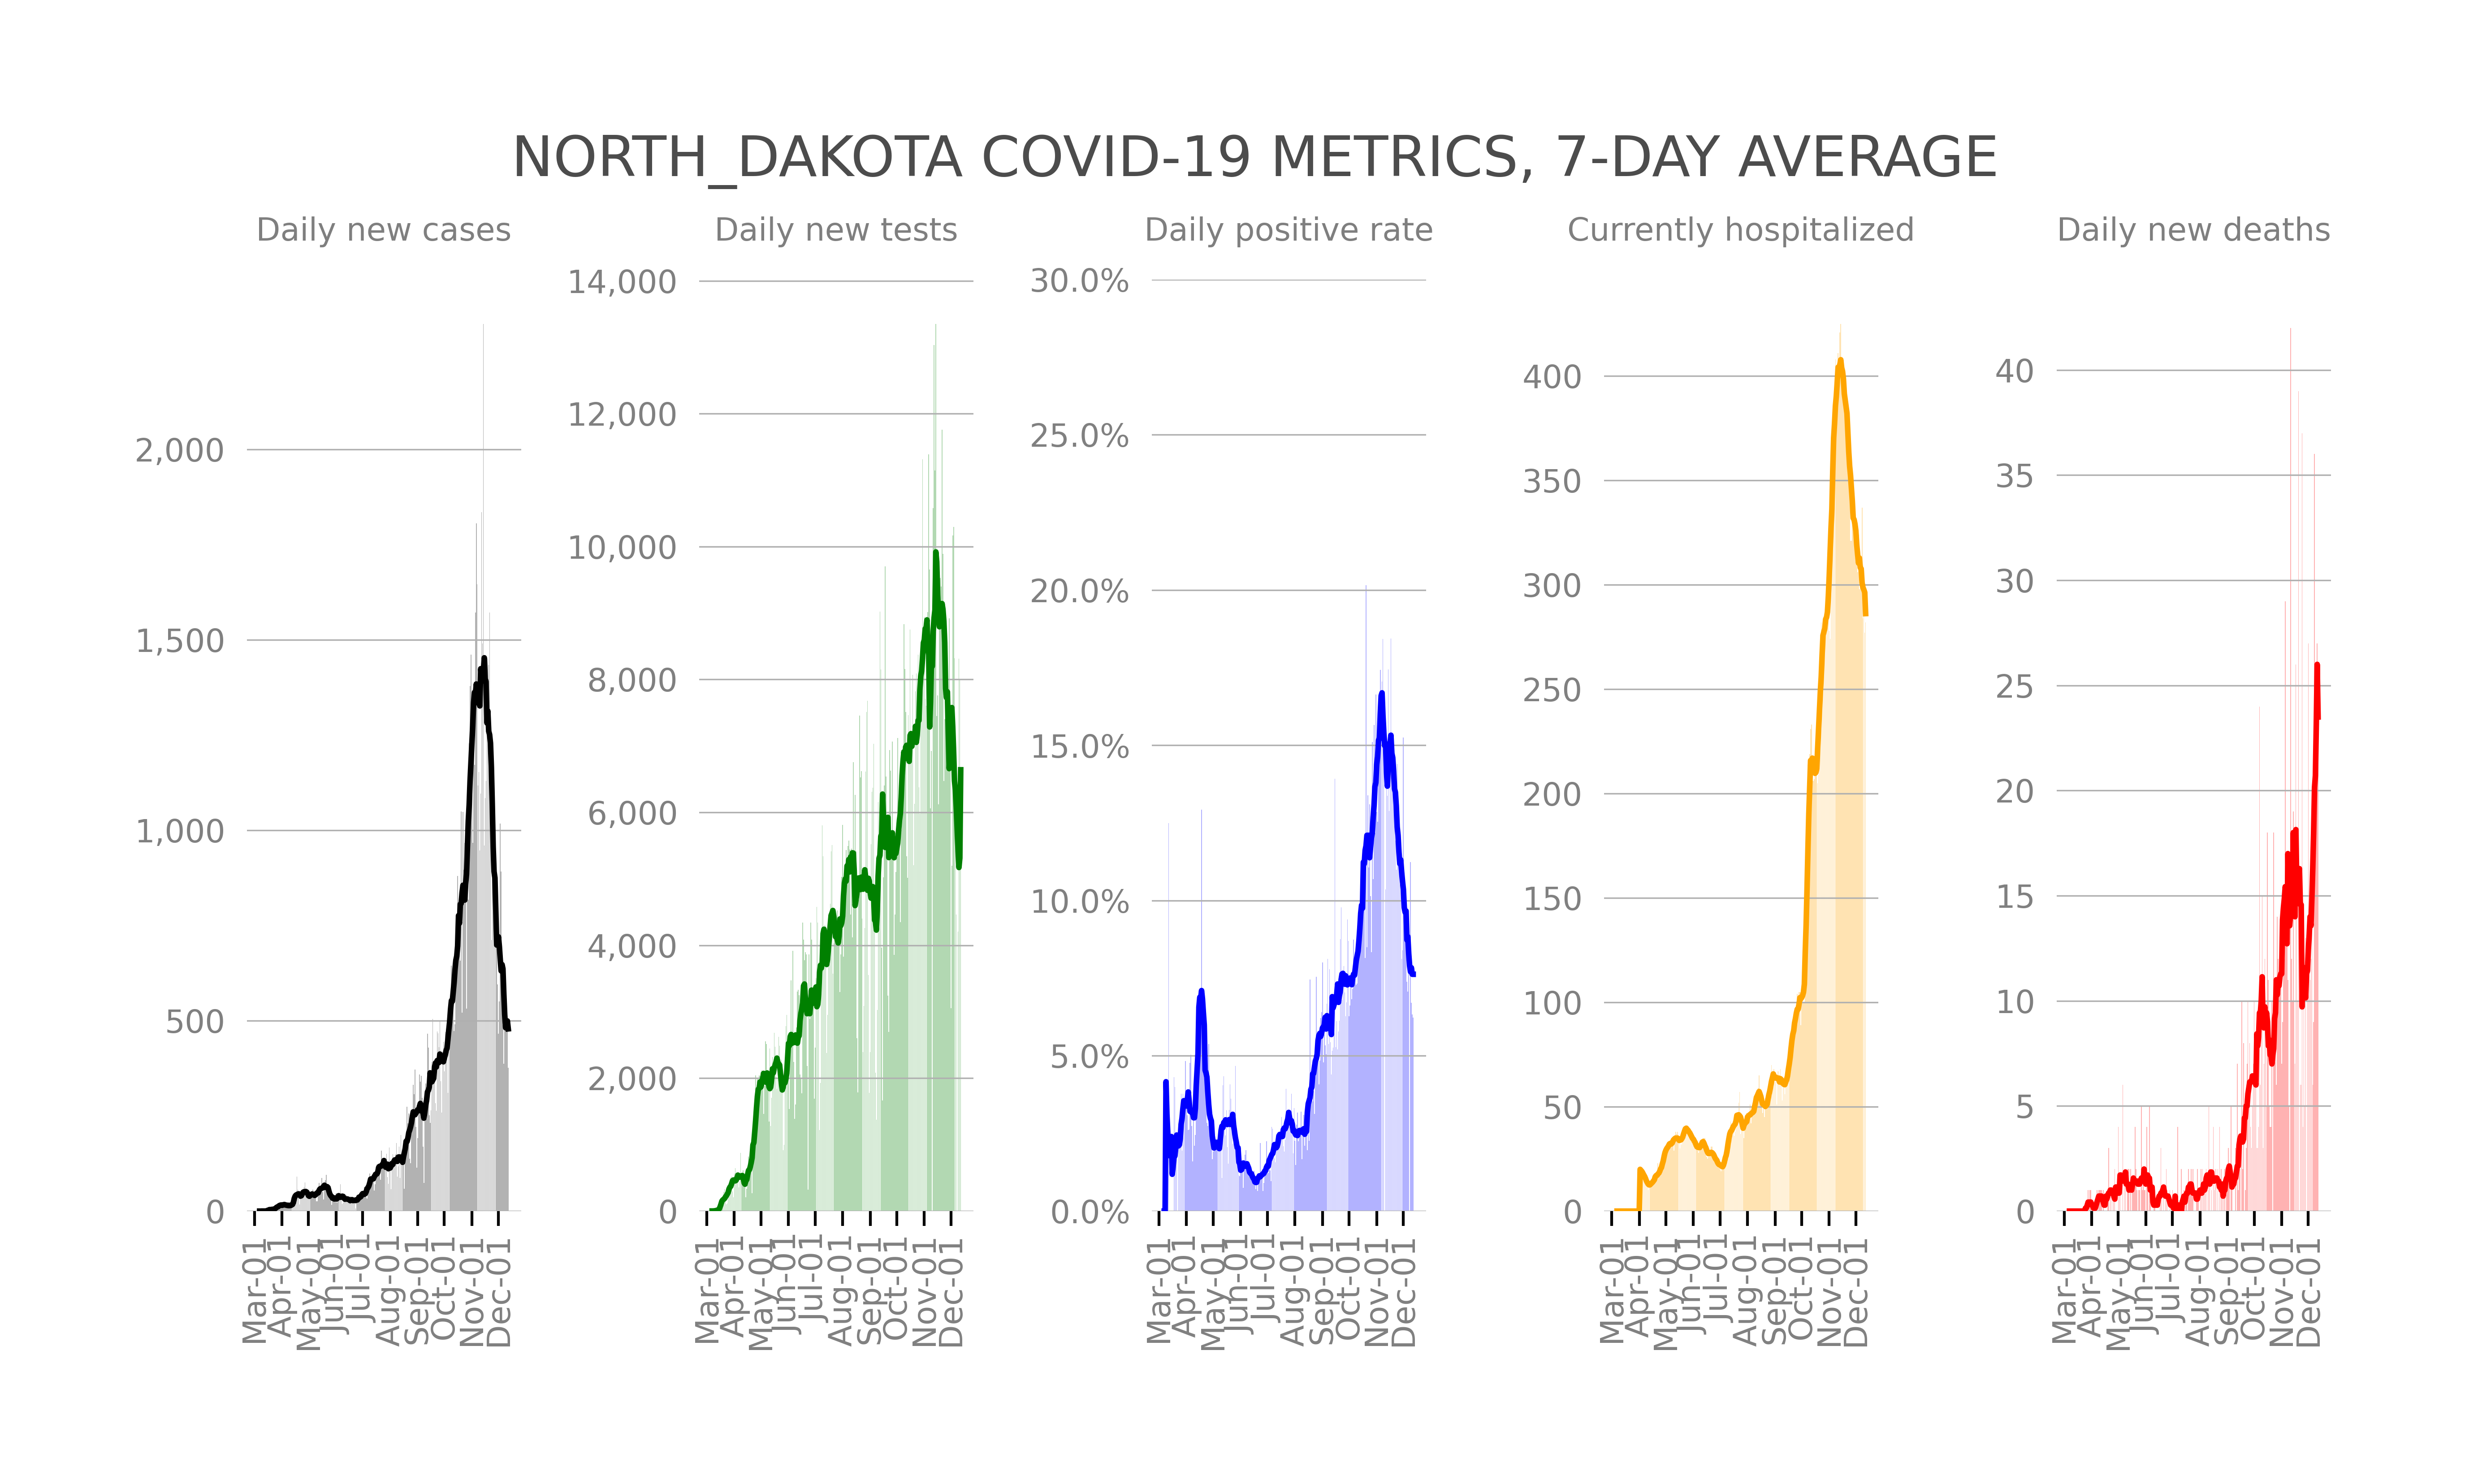 NORTH_DAKOTA COVID-19 METRICS, 7-DAY AVERAGE
Daily new cases
2,000
1,500
1,000
500
0
Mar-01
Apr-01
May-01
Jun-01
Jul-01
Aug-01
Sep-01
Oct-01
Nov-01
Dec-01
Daily new tests
14,000
12,000
10,000
8,000
6,000
4,000
2,000
0
Mar-01
Apr-01
May-01
Jun-01
Jul-01
Aug-01
Sep-01
Oct-01
Nov-01
Dec-01
Daily positive rate
30.0%
25.0%
20.0%
15.0%
10.0%
5.0%
0.0%
Mar-01
Apr-01
May-01
Jun-01
Jul-01
Aug-01
Sep-01
Oct-01
Nov-01
Dec-01
Currently hospitalized
400
350
300
250
200
150
100
50
0
Mar-01
Apr-01
May-01
Jun-01
Jul-01
Aug-01
Sep-01
Oct-01
Nov-01
Dec-01
Daily new deaths
40
35
30
25
20
15
10
5
0
Mar-01
Apr-01
May-01
Jun-01
Jul-01
Aug-01
Sep-01
Oct-01
Nov-01
Dec-01